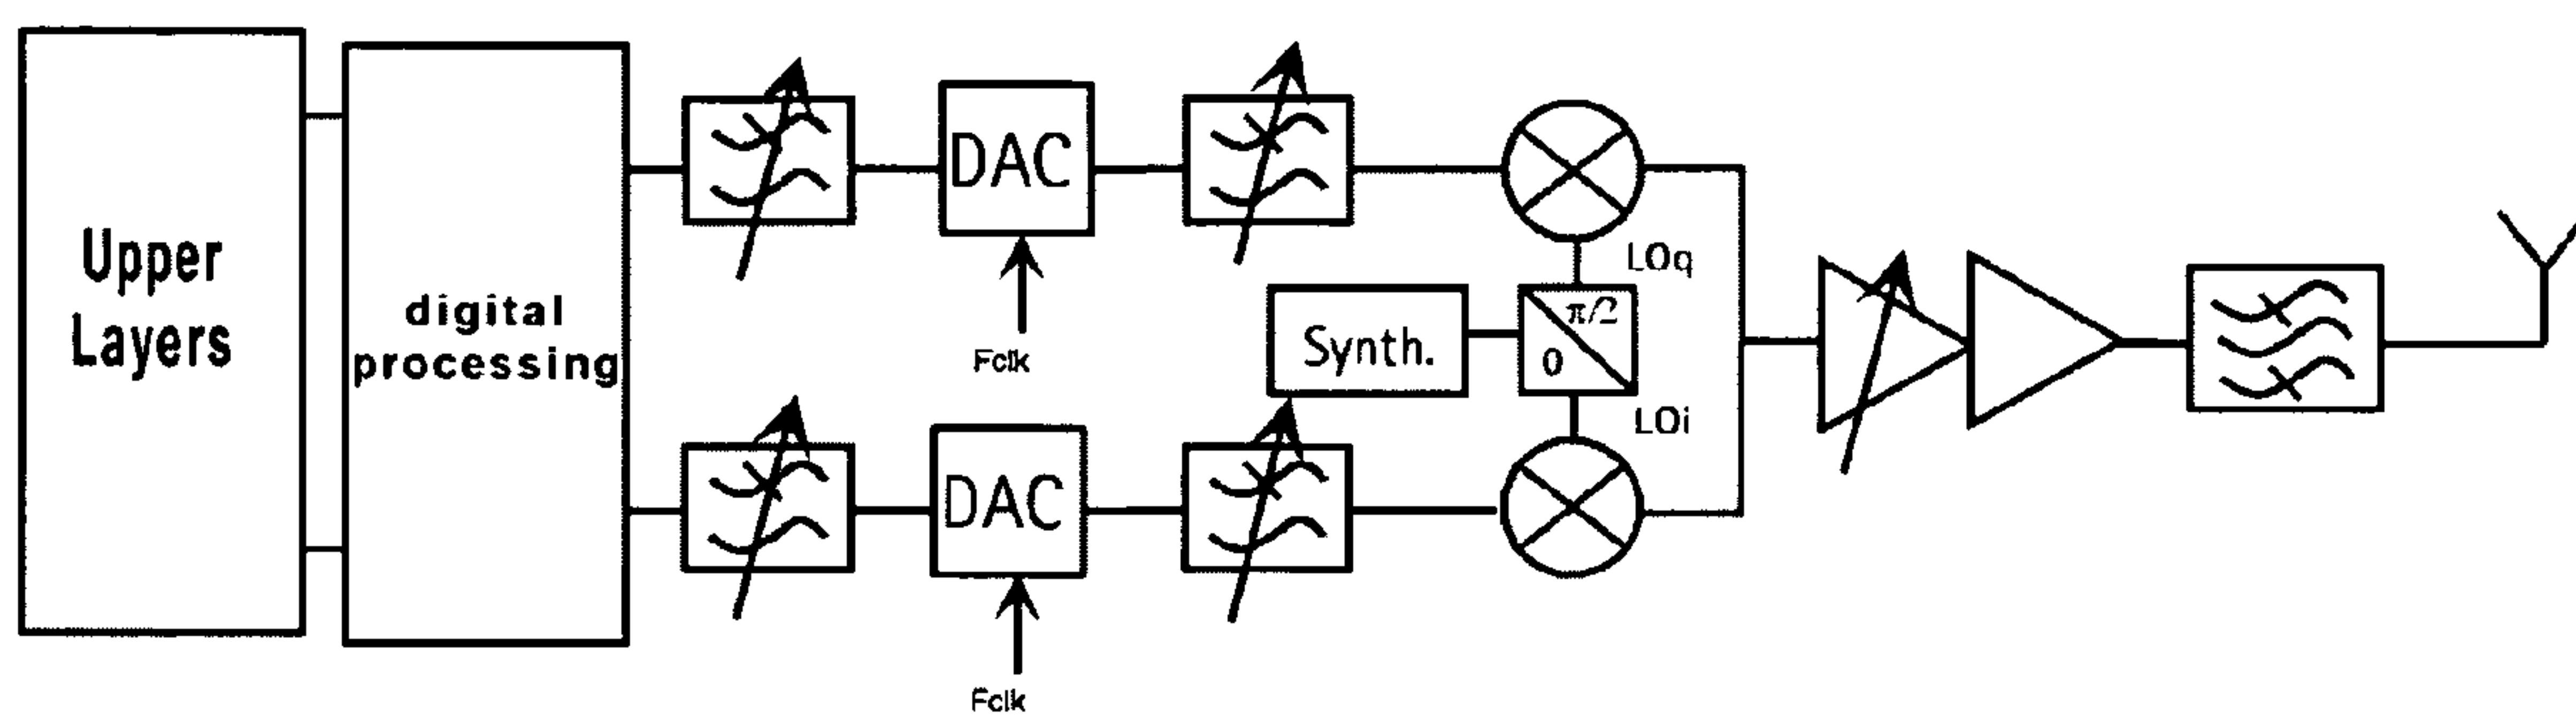 Upper
Layers
digital
processing
DAC
Fclk
DAC
Fclk
Synth.
π/2
0
LOq
LOi